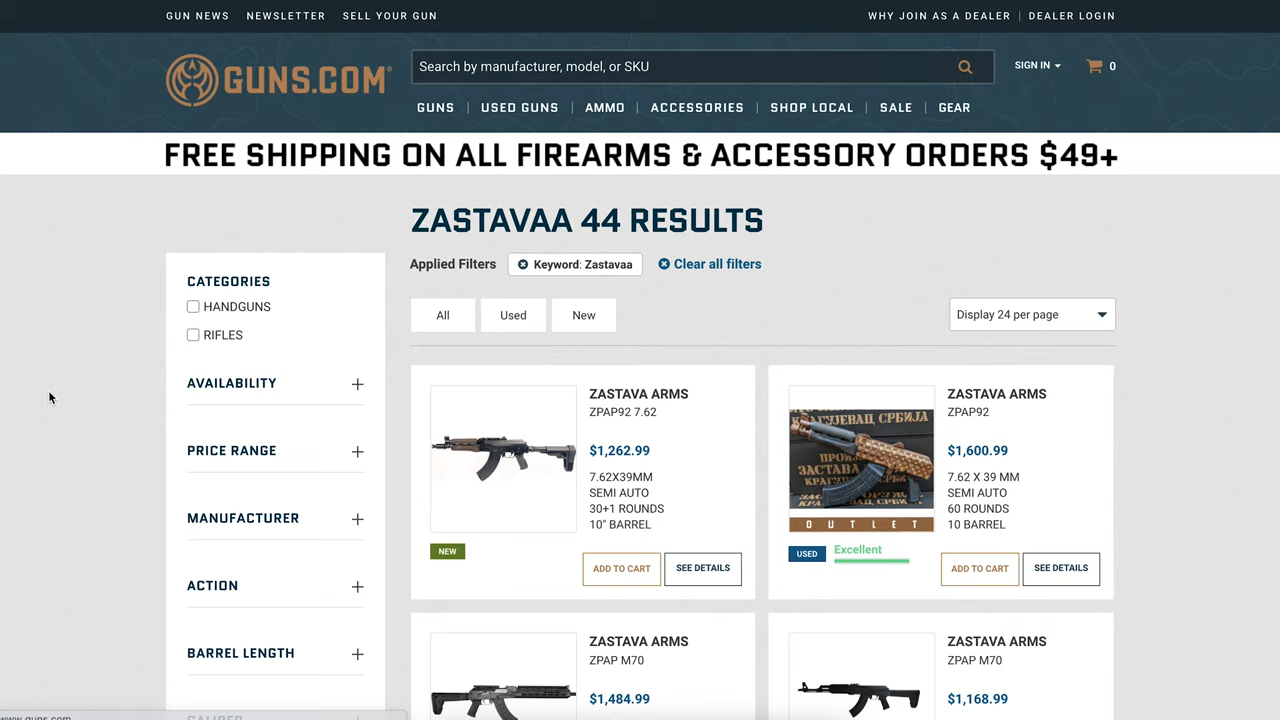 GUN NEWS NEWSLETTER SELL YOUR GUN WHY JOIN AS A DEALER DEALER LOGIN
GUNS.COM®
Search by manufacturer, model, or SKU
SIGN IN
0
GUNS USED GUNS AMMO ACCESSORIES SHOP LOCAL SALE GEAR
FREE SHIPPING ON ALL FIREARMS & ACCESSORY ORDERS $49+
ZASTAVAA 44 RESULTS
Applied Filters Keyword: Zastavaa Clear all filters
CATEGORIES
HANDGUNS
RIFLES
AVAILABILITY
PRICE RANGE
MANUFACTURER
ACTION
BARREL LENGTH
All Used New
Display 24 per page
ZASTAVA ARMS
ZPAP92 7.62
$1,262.99
7.62X39MM
SEMI AUTO
30+1 ROUNDS
10" BARREL
NEW
ADD TO CART SEE DETAILS
ZASTAVA ARMS
ZPAP92
$1,600.99
7.62 X 39 MM
SEMI AUTO
60 ROUNDS
10 BARREL
OUTLET
USED Excellent
ADD TO CART SEE DETAILS
ZASTAVA ARMS
ZPAP M70
$1,484.99
ZASTAVA ARMS
ZPAP M70
$1,168.99